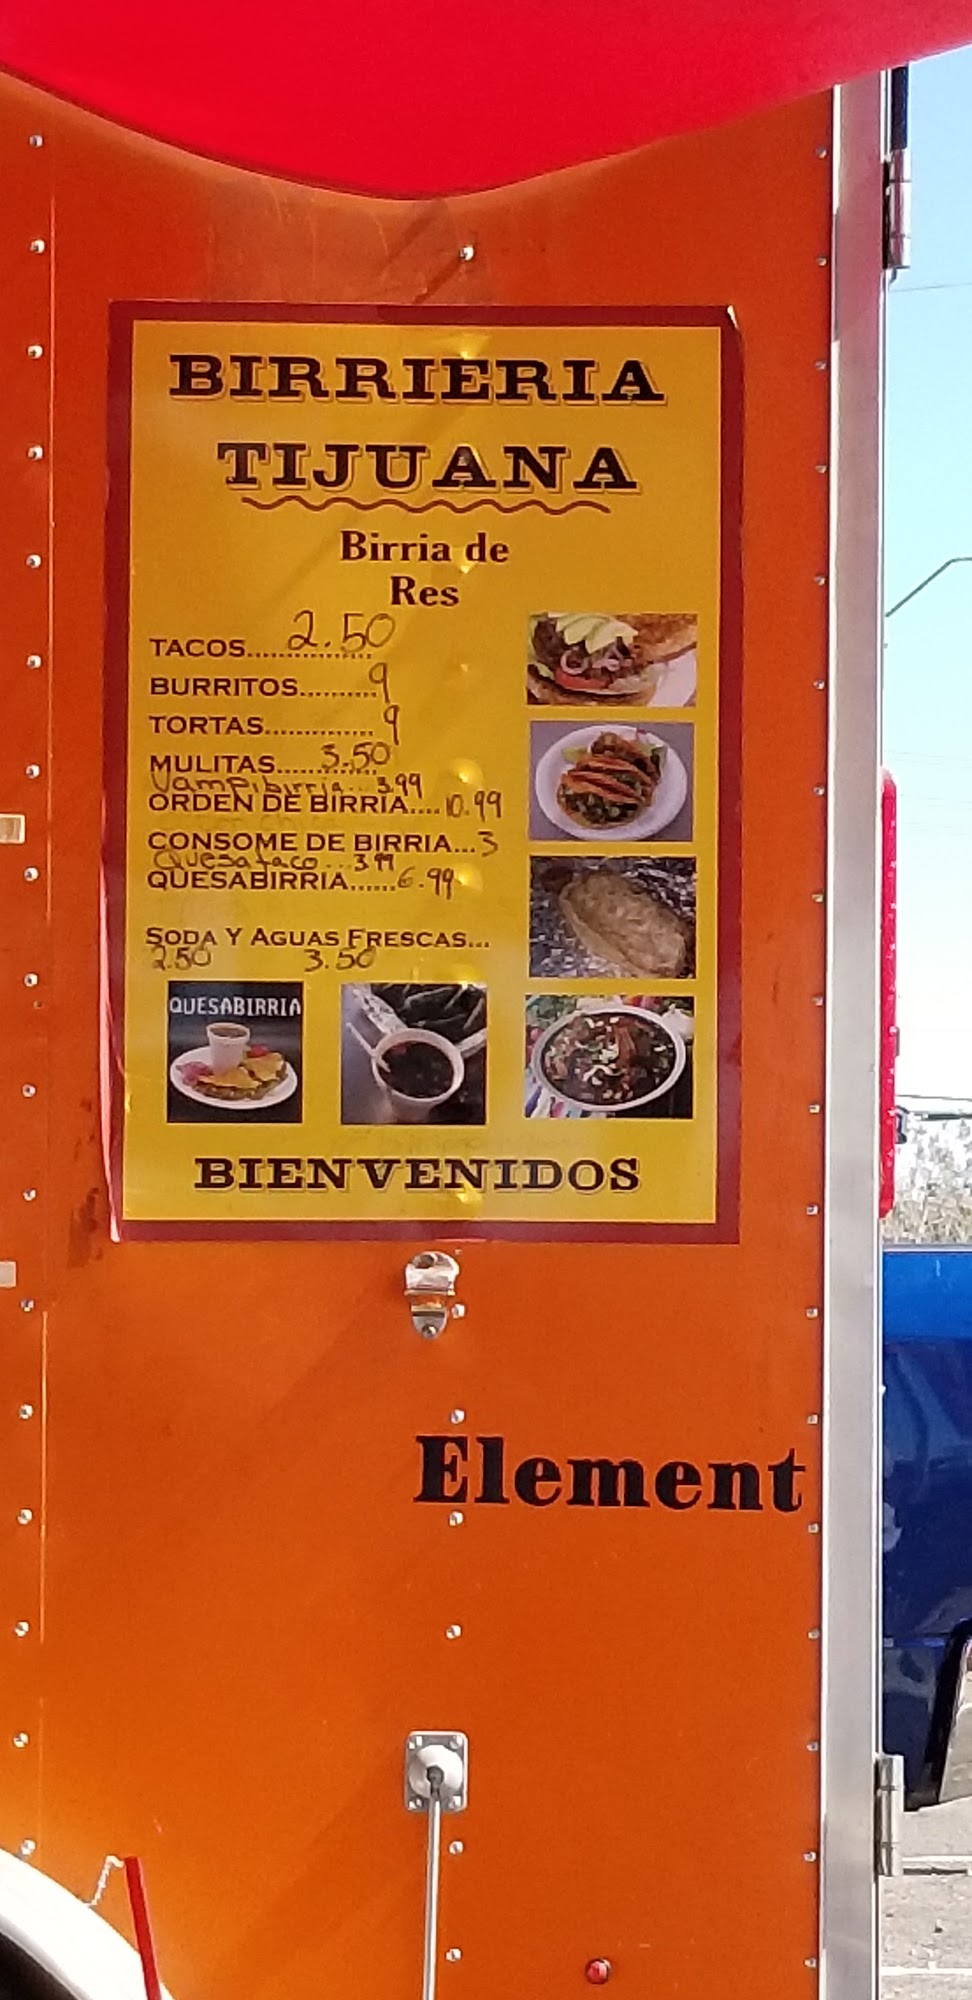 BIRRIERIA
TIJUANA
Birria de
Res
TACOS................2.50
BURRITOS..........9
TORTAS..............9
MULITAS.............3.50
Vampibirria...3.99
ORDEN DE BIRRIA....10.99
CONSOME DE BIRRIA...3
Quesataco...3.99
QUESABIRRIA......6.99
SODA Y AGUAS FRESCAS...
2.50 3.50
QUESABIRRIA
BIENVENIDOS
Element